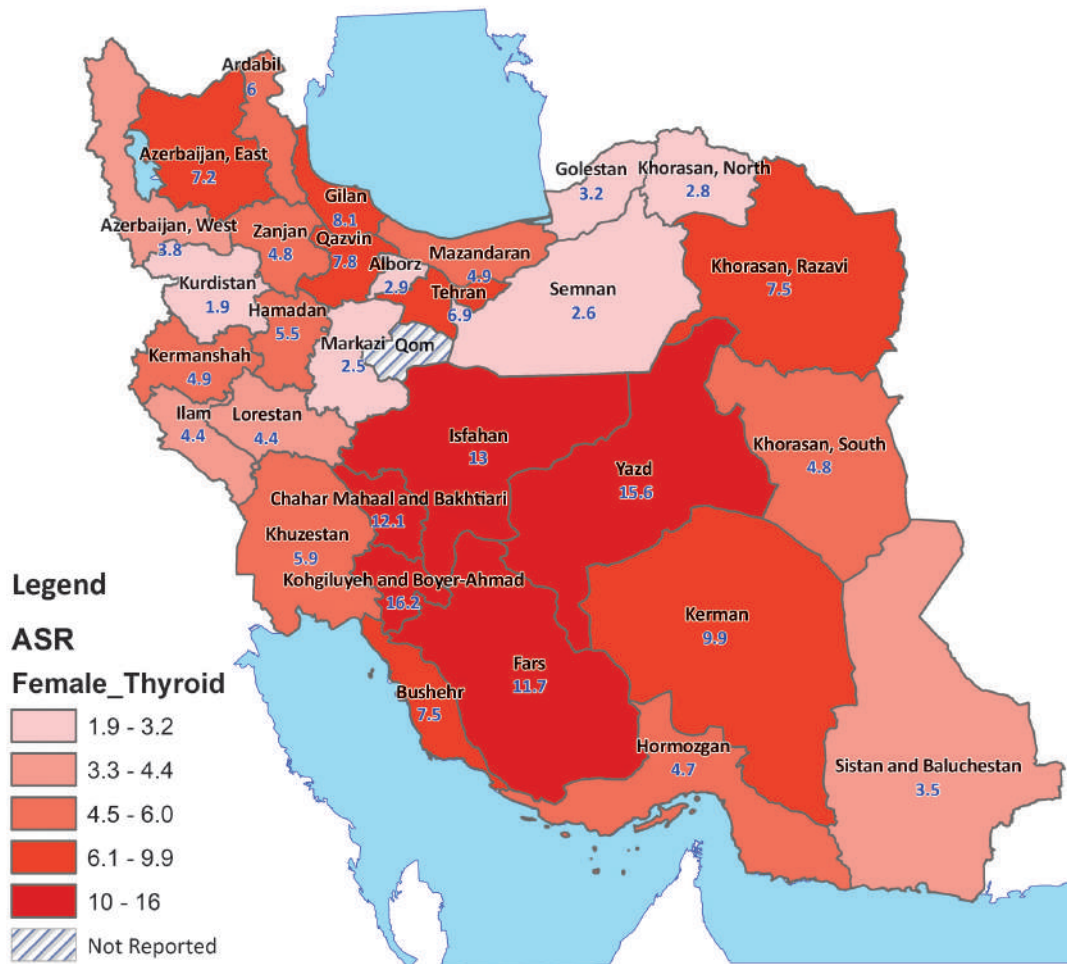 Ardabil
6
Azerbaijan, East
7.2
Golestan
3.2
Khorasan, North
2.8
Gilan
8.1
Azerbaijan, West
3.8
Zanjan
4.8
Qazvin
7.8
Mazandaran
4.9
Alborz
2.9
Khorasan, Razavi
7.5
Kurdistan
1.9
Tehran
6.9
Semnan
2.6
Hamadan
5.5
Markazi
2.5
Qom
Kermanshah
4.9
Ilam
4.4
Lorestan
4.4
Isfahan
13
Khorasan, South
4.8
Yazd
15.6
Chahar Mahaal and Bakhtiari
12.1
Khuzestan
5.9
Kohgiluyeh and Boyer-Ahmad
16.2
Kerman
9.9
Fars
11.7
Bushehr
7.5
Hormozgan
4.7
Sistan and Baluchestan
3.5
Legend
ASR
Female_Thyroid
1.9 - 3.2
3.3 - 4.4
4.5 - 6.0
6.1 - 9.9
10 - 16
Not Reported